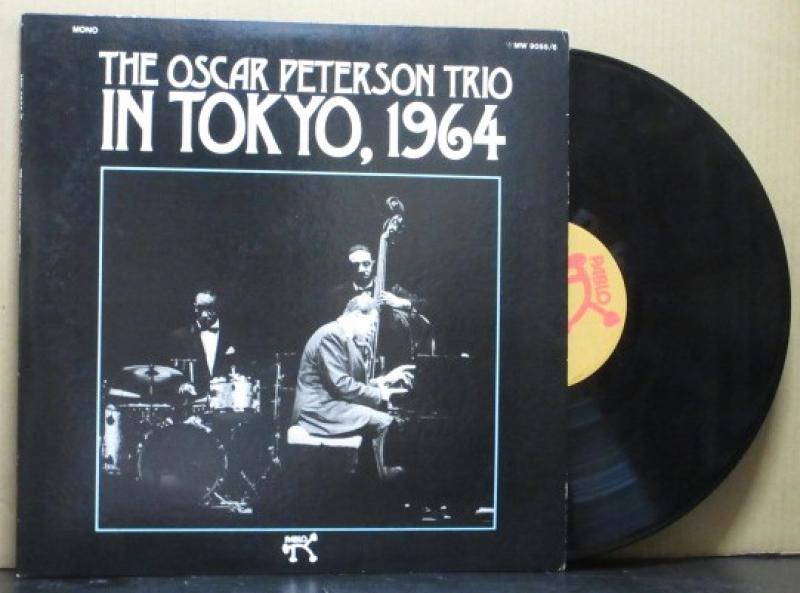 MONO
MW 9055/6
THE OSCAR PETERSON TRIO
IN TOKYO, 1964
PABLO
PABLO